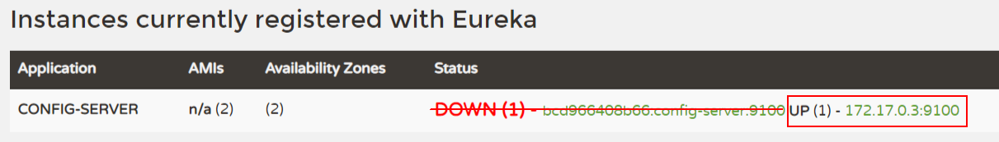 Instances currently registered with Eureka
Application AMIs Availability Zones Status
CONFIG-SERVER n/a (2) (2) DOWN (1) - bcd966408b66.config-server:9100 UP (1) - 172.17.0.3:9100